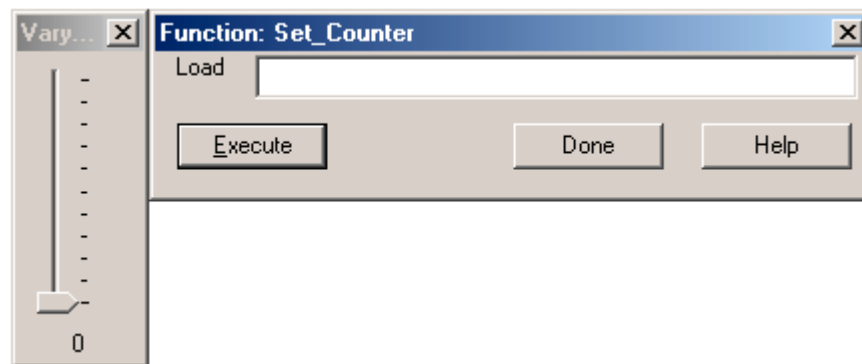 Vary...
Function: Set_Counter
Load
Execute
Done
Help
0